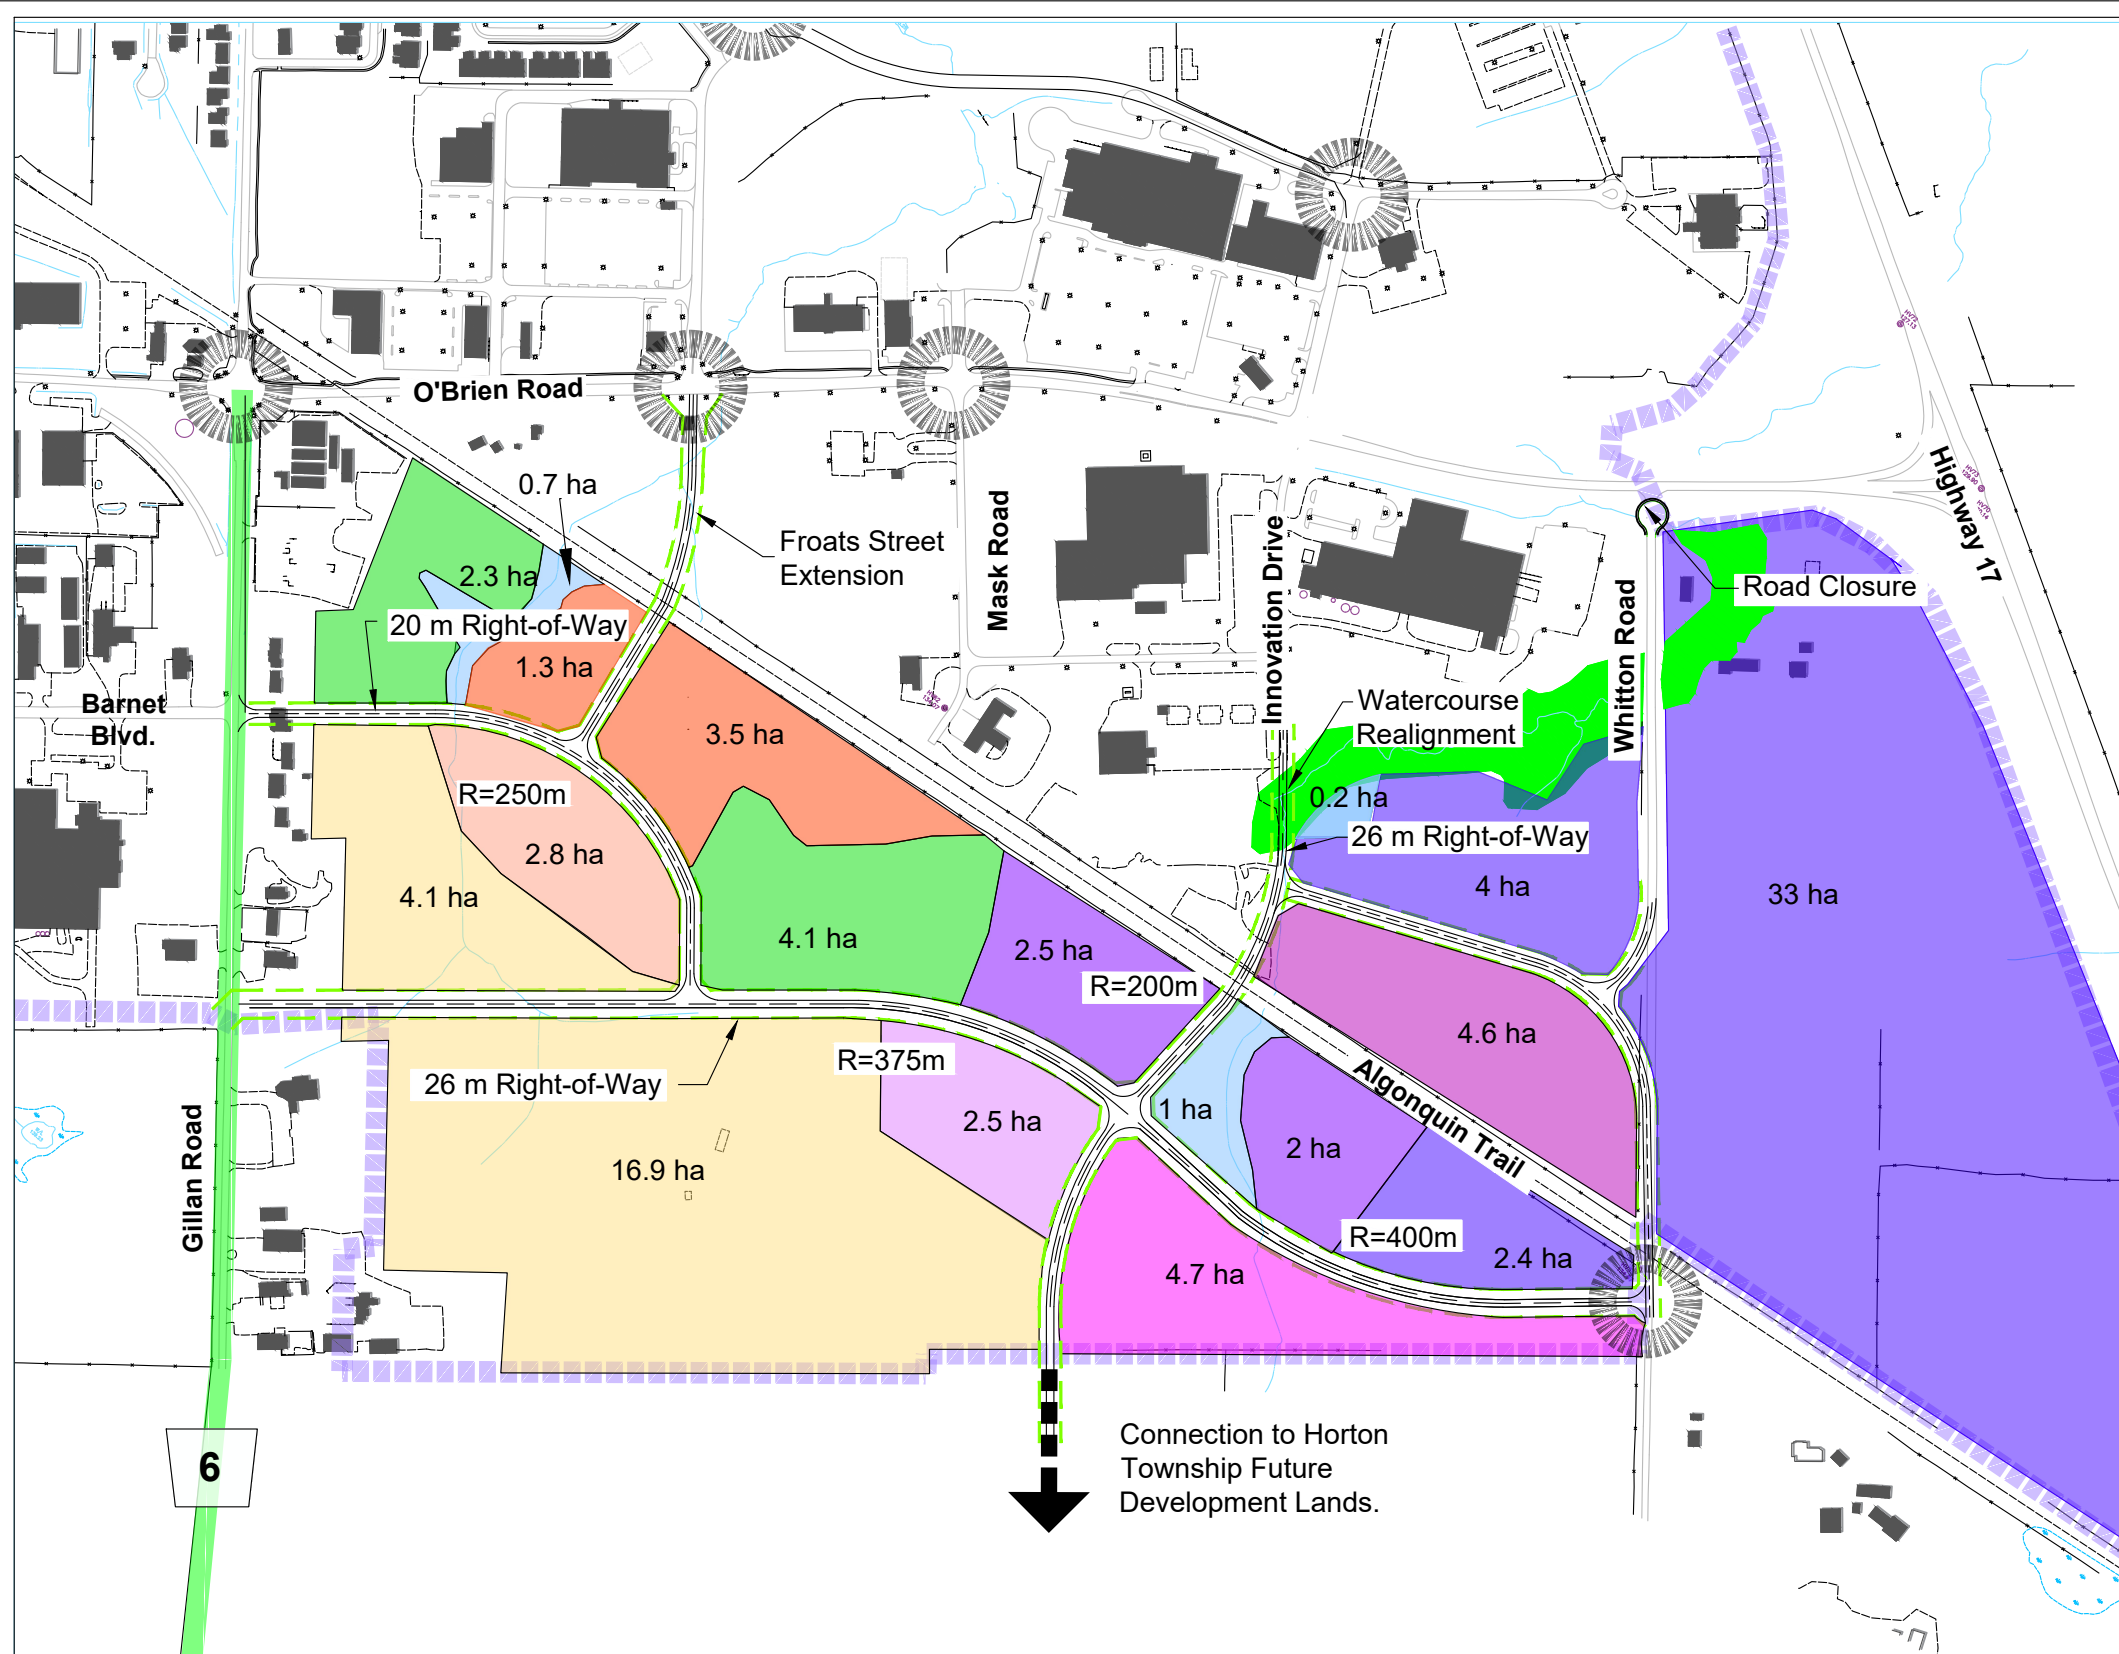 O'Brien Road
0.7 ha
Froats Street
Extension
2.3 ha
20 m Right-of-Way
1.3 ha
Mask Road
Innovation Drive
Whitton Road
Highway 17
Road Closure
Barnet
Blvd.
3.5 ha
Watercourse
Realignment
R=250m
0.2 ha
26 m Right-of-Way
2.8 ha
4.1 ha
4 ha
33 ha
4.1 ha
2.5 ha
R=200m
4.6 ha
R=375m
26 m Right-of-Way
Algonquin Trail
2.5 ha
1 ha
2 ha
16.9 ha
Gillan Road
R=400m
2.4 ha
4.7 ha
Connection to Horton
Township Future
Development Lands.
6